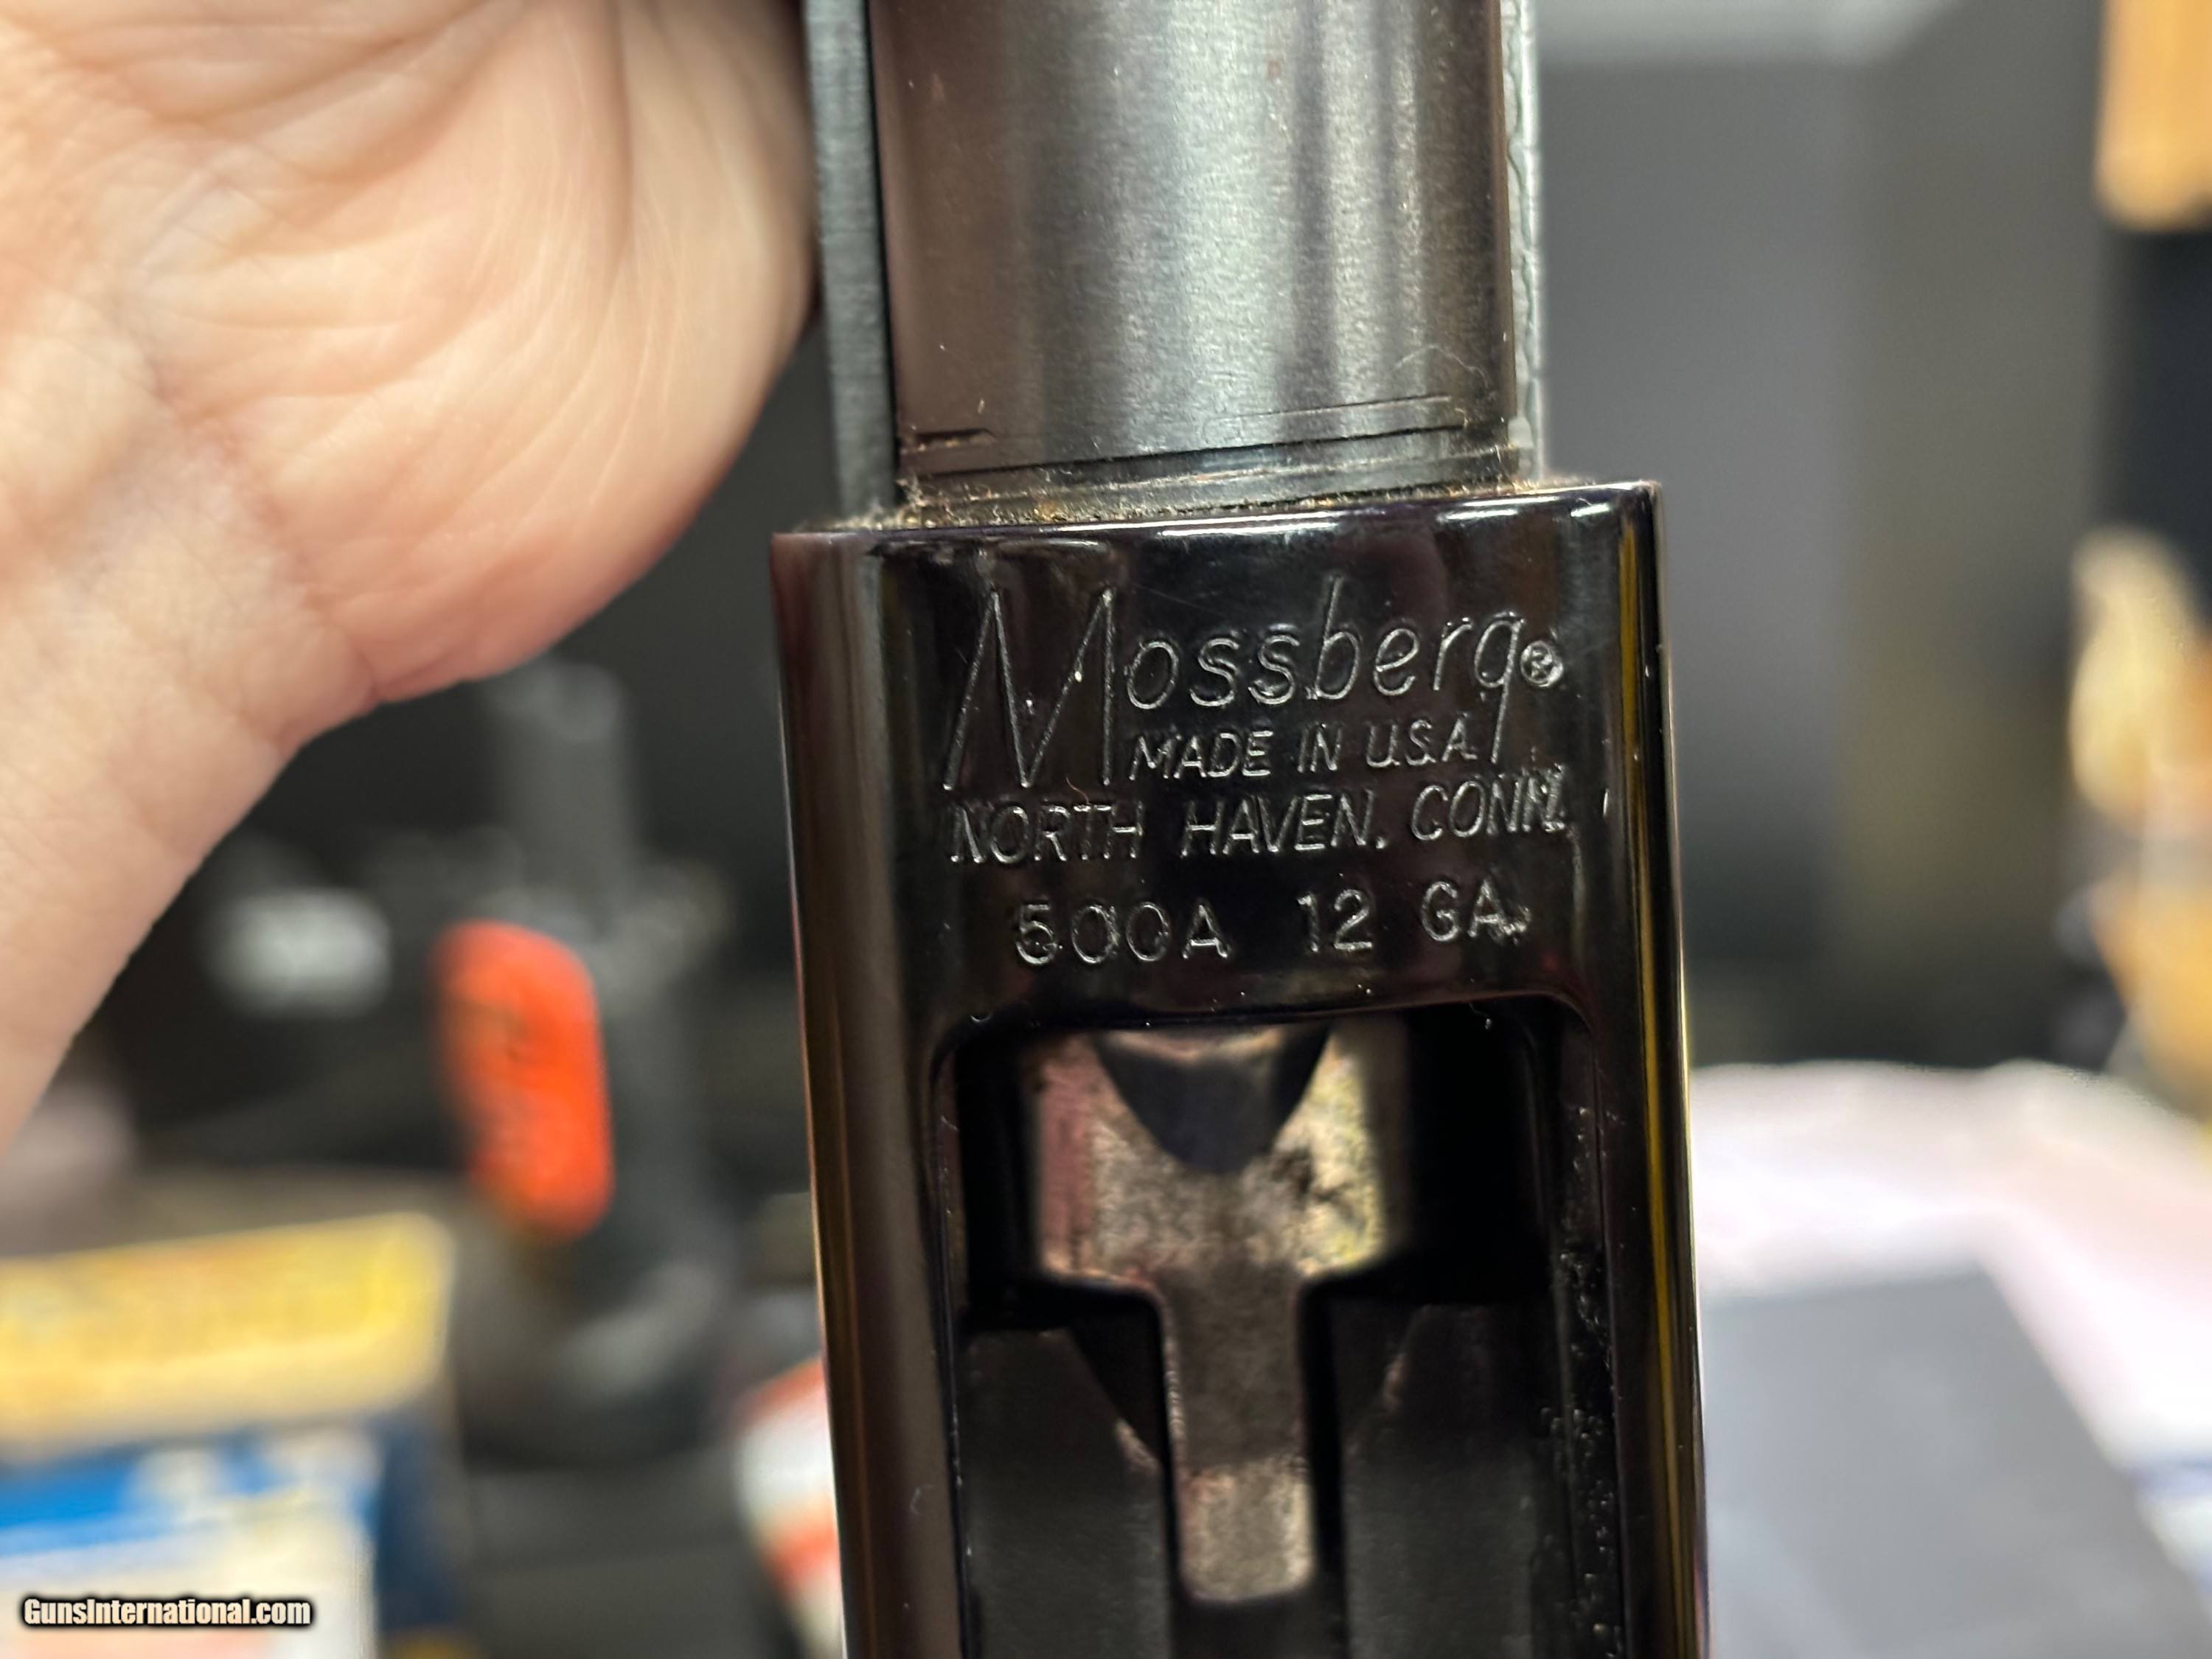 Mossberg®
MADE IN U.S.A.
NORTH HAVEN, CONN.
500A 12 GA.
GunsInternational.com